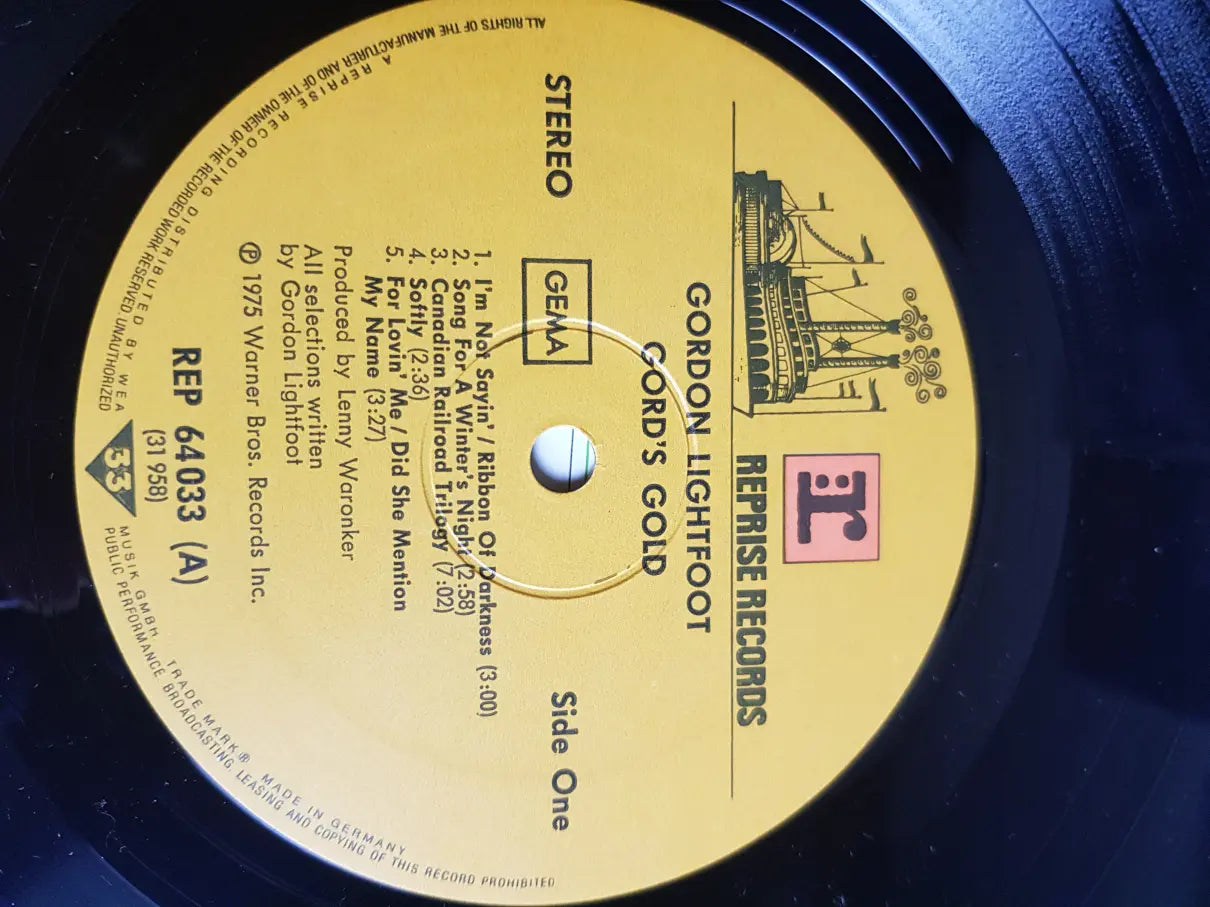 r
REPRISE RECORDS
GORDON LIGHTFOOT
GORD'S GOLD
STEREO
GEMA
Side One
1. I'm Not Sayin' / Ribbon Of Darkness (3:00)
2. Song For A Winter's Night (2:58)
3. Canadian Railroad Trilogy (7:02)
4. Softly (2:36)
5. For Lovin' Me / Did She Mention
My Name (3:27)
Produced by Lenny Waronker
All selections written
by Gordon Lightfoot
℗ 1975 Warner Bros. Records Inc.
REP 64 033 (A)
(31 958)
33
A REPRISE RECORDING DISTRIBUTED BY WEA MUSIK GMBH. TRADE MARK® MADE IN GERMANY
ALL RIGHTS OF THE MANUFACTURER AND OF THE OWNER OF THE RECORDED WORK RESERVED. UNAUTHORIZED PUBLIC PERFORMANCE BROADCASTING, LEASING AND COPYING OF THIS RECORD PROHIBITED